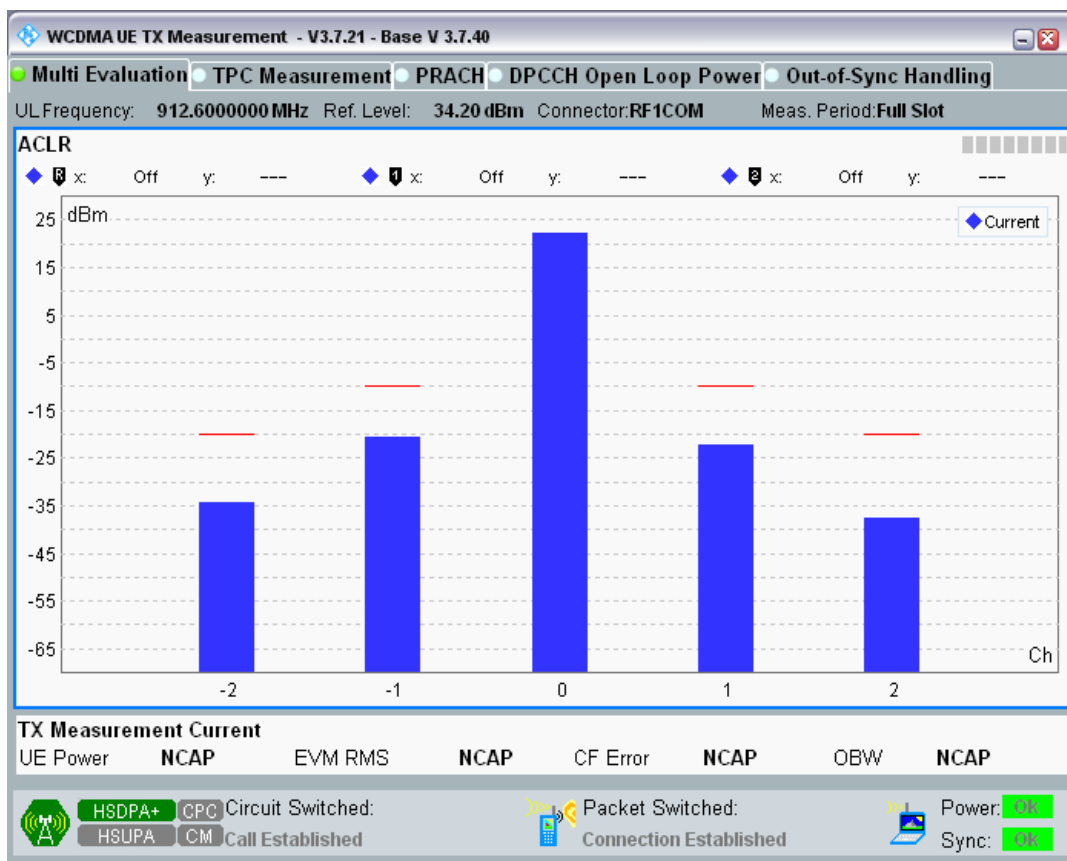 WCDMA UE TX Measurement - V3.7.21 - Base V 3.7.40
Multi Evaluation TPC Measurement PRACH DPCCH Open Loop Power Out-of-Sync Handling
UL Frequency: 912.6000000 MHz Ref. Level: 34.20 dBm Connector:RF1COM Meas. Period:Full Slot
ACLR
R x: Off y: --- 1 x: Off y: --- 2 x: Off y: ---
dBm
Current
25
15
5
-5
-15
-25
-35
-45
-55
-65
Ch
-2 -1 0 1 2
TX Measurement Current
UE Power NCAP EVM RMS NCAP CF Error NCAP OBW NCAP
HSDPA+ CPC Circuit Switched: Packet Switched: Power: Ok
HSUPA CM Call Established Connection Established Sync: Ok